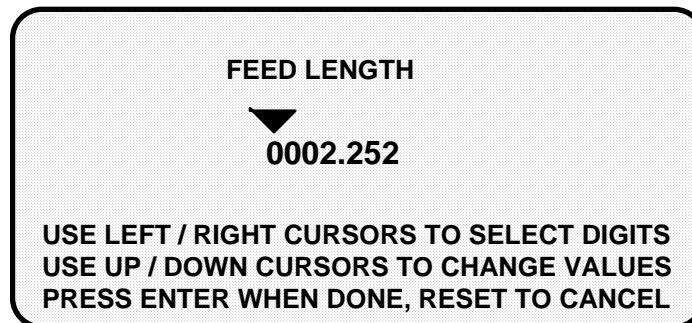 FEED LENGTH
0002.252
USE LEFT / RIGHT CURSORS TO SELECT DIGITS
USE UP / DOWN CURSORS TO CHANGE VALUES
PRESS ENTER WHEN DONE, RESET TO CANCEL